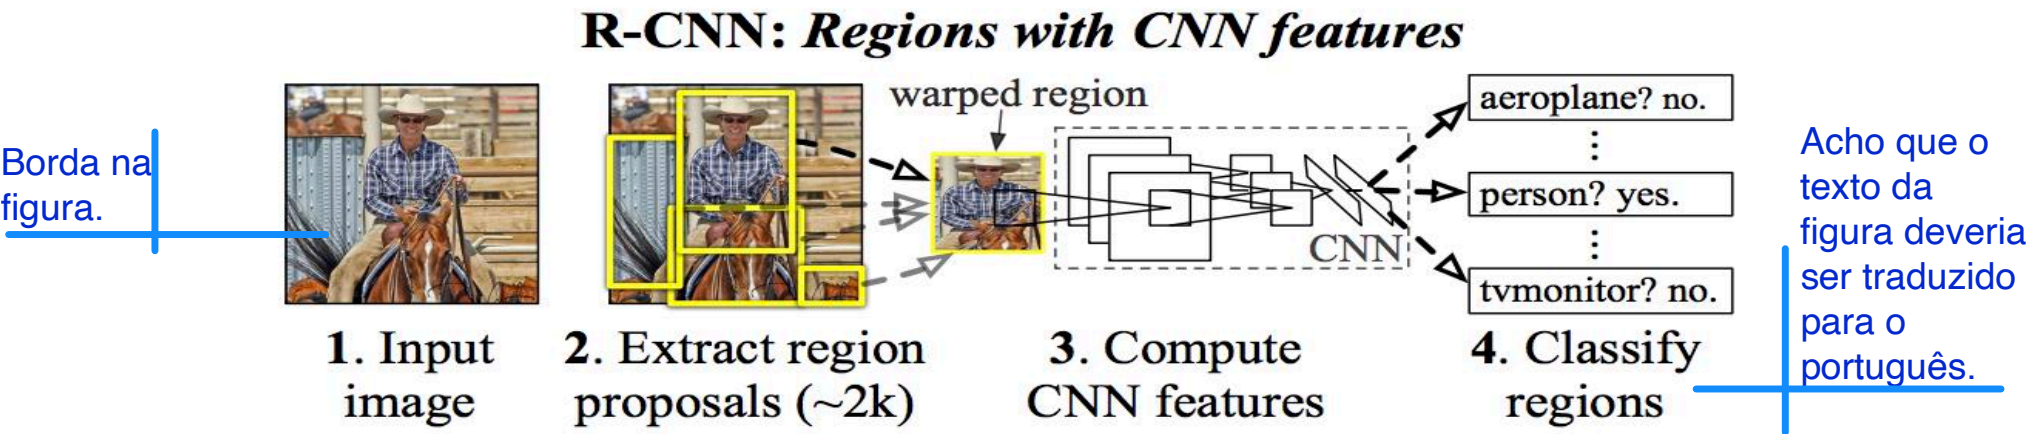 R-CNN: Regions with CNN features
Borda na
figura.
warped region
CNN
aeroplane? no.
person? yes.
tvmonitor? no.
1. Input
image
2. Extract region
proposals (~2k)
3. Compute
CNN features
4. Classify
regions
Acho que o
texto da
figura deveria
ser traduzido
para o
português.